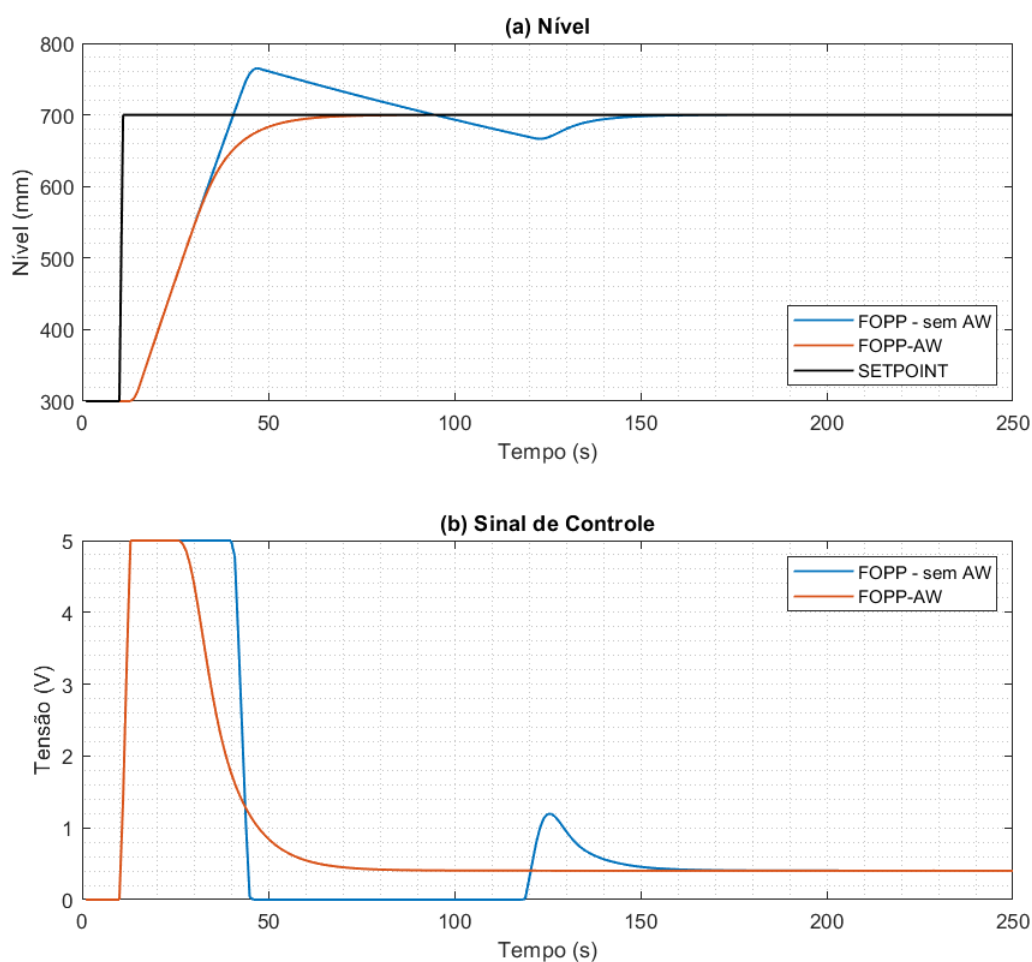 (a) Nível
800
700
600
500
400
300
Nível (mm)
FOPP - sem AW
FOPP-AW
SETPOINT
0 50 100 150 200 250
Tempo (s)
(b) Sinal de Controle
5
4
3
2
1
0
Tensão (V)
FOPP - sem AW
FOPP-AW
0 50 100 150 200 250
Tempo (s)